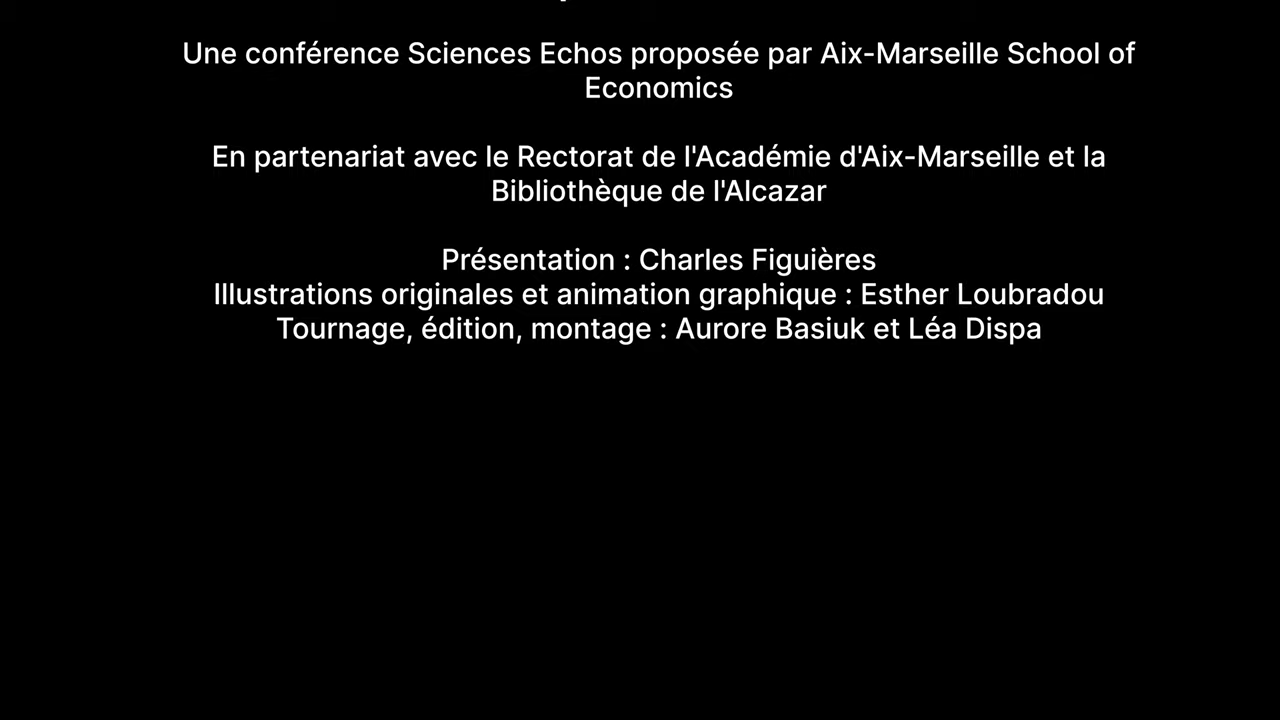 Une conférence Sciences Echos proposée par Aix-Marseille School of
Economics
En partenariat avec le Rectorat de l'Académie d'Aix-Marseille et la
Bibliothèque de l'Alcazar
Présentation : Charles Figuières
Illustrations originales et animation graphique : Esther Loubradou
Tournage, édition, montage : Aurore Basiuk et Léa Dispa